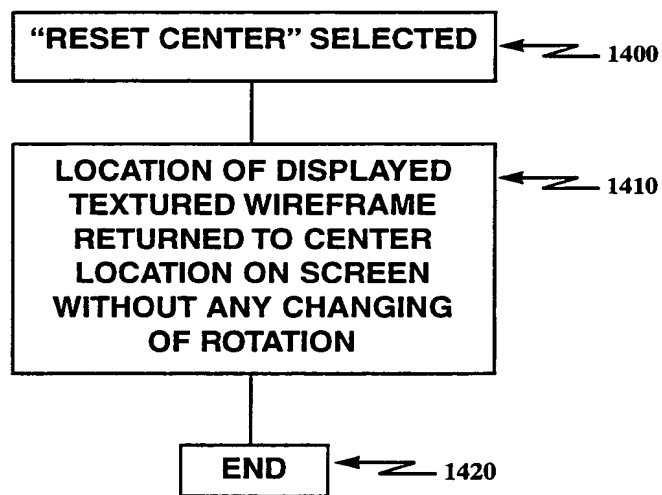 “RESET CENTER” SELECTED
1400
LOCATION OF DISPLAYED
TEXTURED WIREFRAME
RETURNED TO CENTER
LOCATION ON SCREEN
WITHOUT ANY CHANGING
OF ROTATION
1410
END
1420